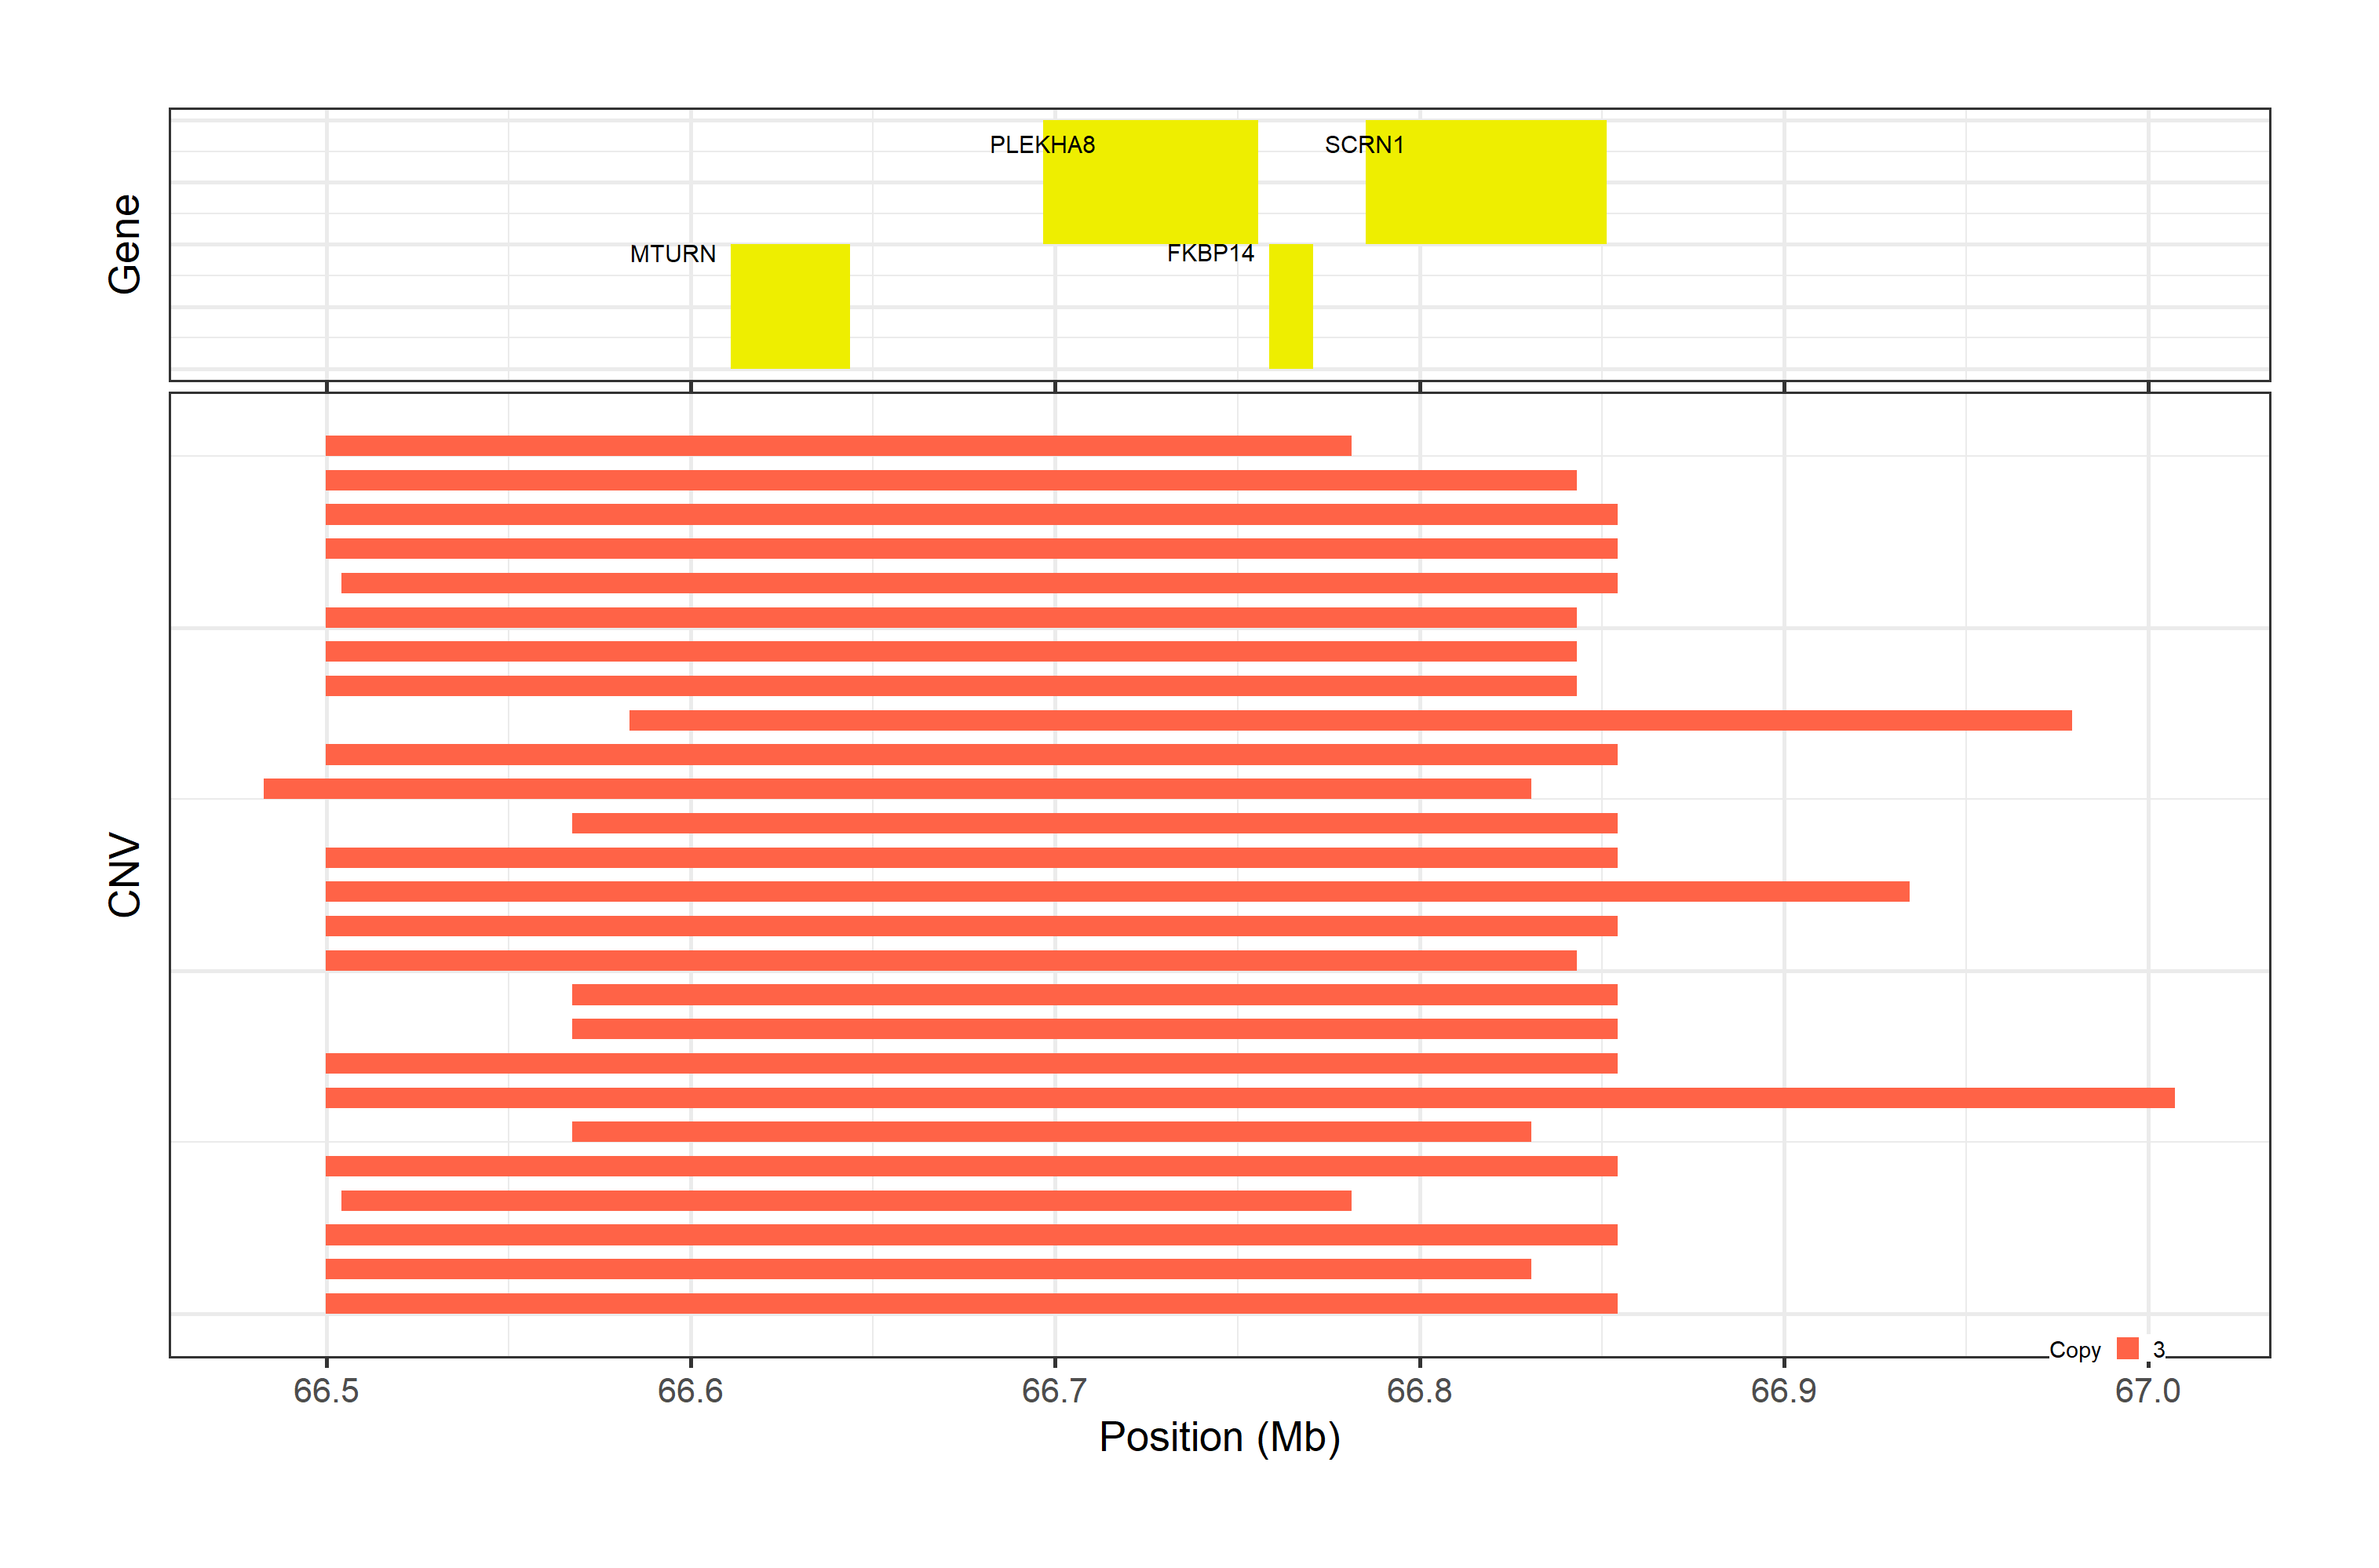 Gene
PLEKHA8
SCRN1
MTURN
FKBP14
CNV
Copy 3
66.5 66.6 66.7 66.8 66.9 67.0
Position (Mb)